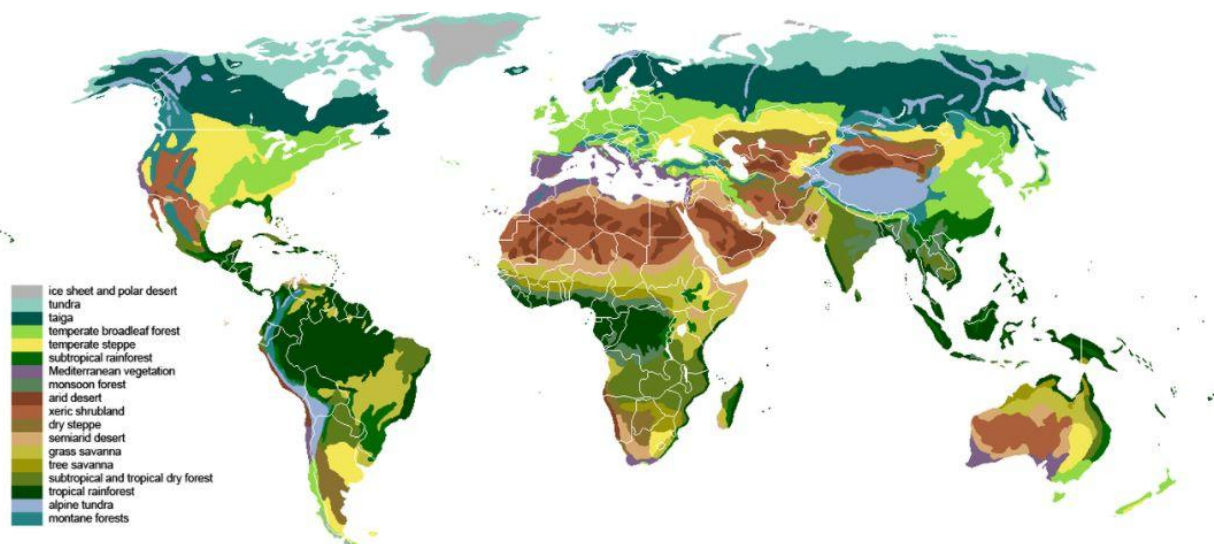 ice sheet and polar desert
tundra
taiga
temperate broadleaf forest
temperate steppe
subtropical rainforest
Mediterranean vegetation
monsoon forest
arid desert
xeric shrubland
dry steppe
semiarid desert
grass savanna
tree savanna
subtropical and tropical dry forest
tropical rainforest
alpine tundra
montane forests